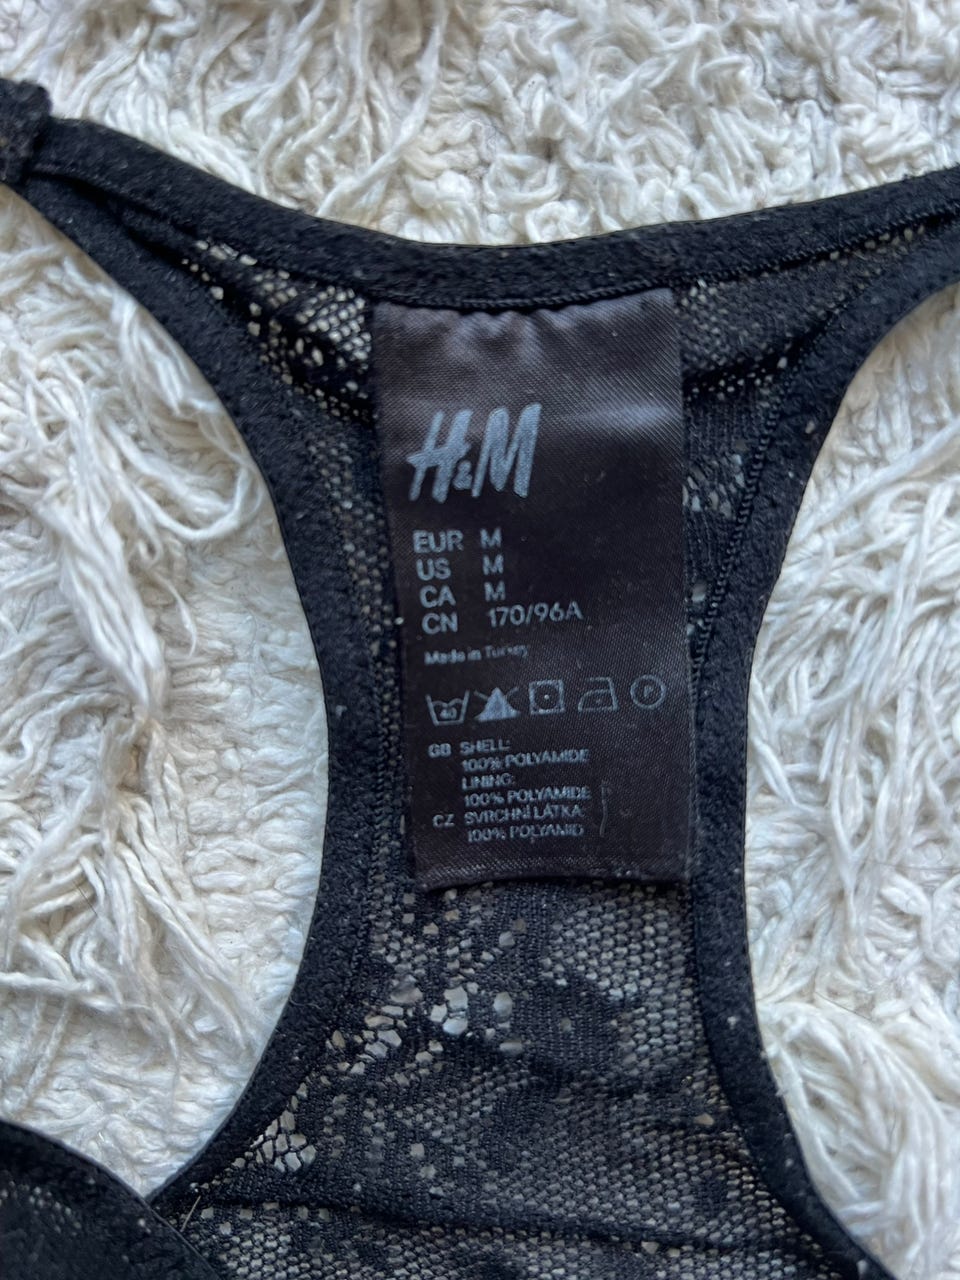 H&M
EUR M
US M
CA M
CN 170/96A
Made in Turkey
GB SHELL:
100% POLYAMIDE
LINING:
100% POLYAMIDE
CZ SVRCHNÍ LÁTKA:
100% POLYAMID